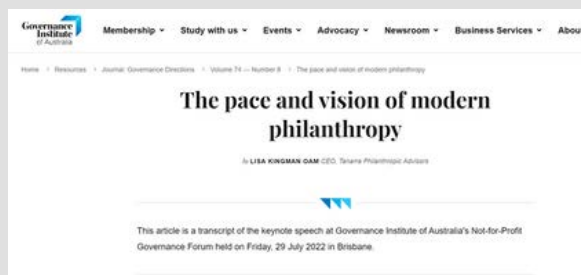 Governance
Institute
of Australia
Membership Study with us Events Advocacy Newsroom Business Services About
Home Resources Journal: Governance Directions Volume 74 — Number 8 The pace and vision of modern philanthropy
The pace and vision of modern
philanthropy
by LISA KINGMAN OAM CEO, Tanarra Philanthropic Advisors
This article is a transcript of the keynote speech at Governance Institute of Australia's Not-for-Profit
Governance Forum held on Friday, 29 July 2022 in Brisbane.